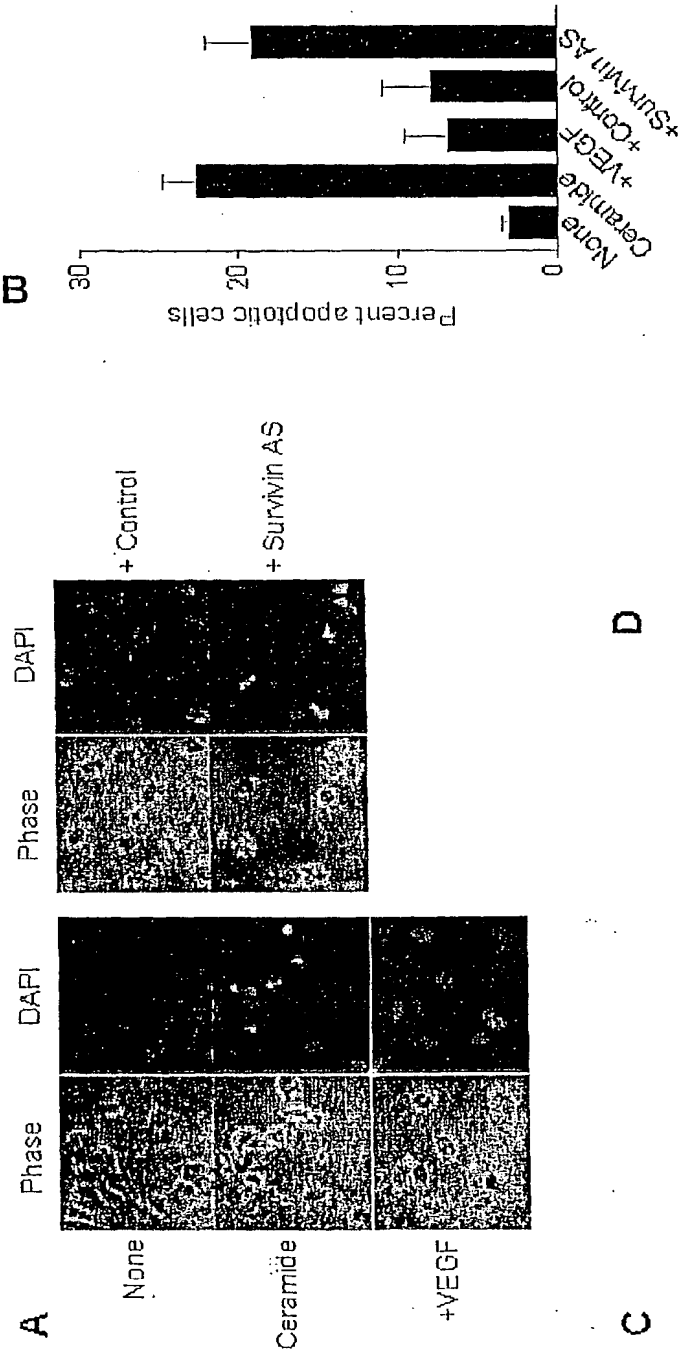 A
Phase DAPI Phase DAPI
None
Ceramide
+VEGF
+ Control
+ Survivin AS
B
Percent apoptotic cells
30
20
10
0
None
Ceramide
+VEGF
+Control
+Survivin AS
C
D